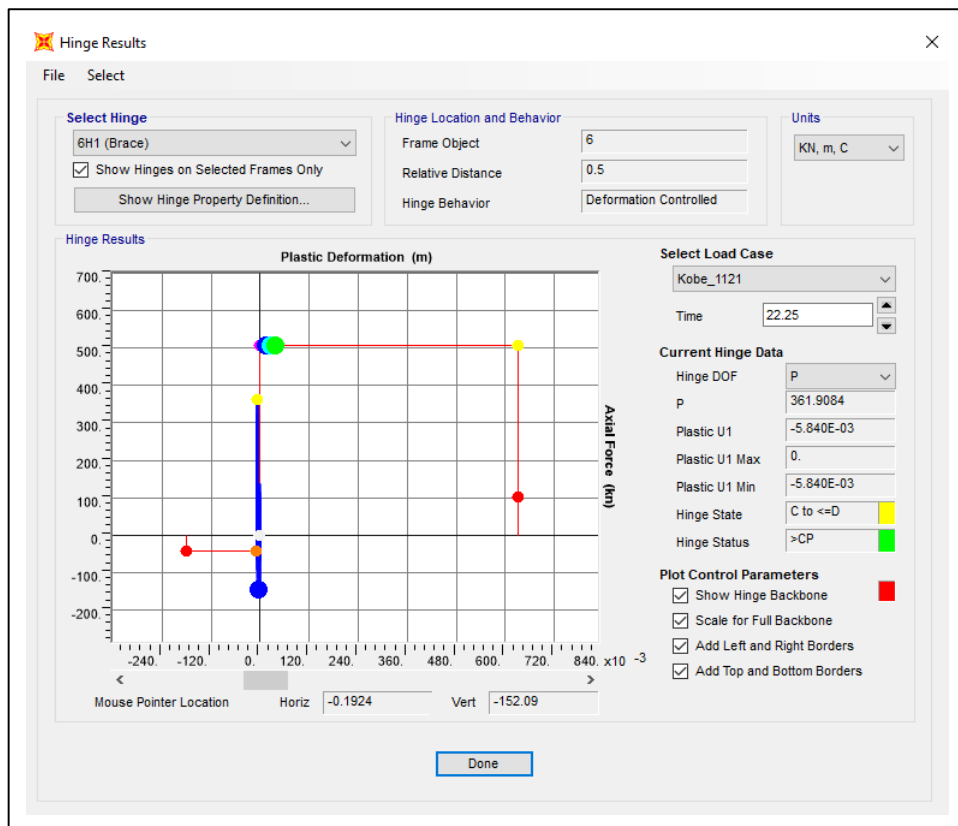 Hinge Results
File Select
Select Hinge
6H1 (Brace)
Show Hinges on Selected Frames Only
Show Hinge Property Definition...
Hinge Location and Behavior
Frame Object 6
Relative Distance 0.5
Hinge Behavior Deformation Controlled
Units
KN, m, C
Hinge Results
Plastic Deformation (m)
700.
600.
500.
400.
300.
200.
100.
0.
-100.
-200.
-240. -120. 0. 120. 240. 360. 480. 600. 720. 840. x10 -3
Axial Force (kn)
Mouse Pointer Location Horiz -0.1924 Vert -152.09
Select Load Case
Kobe_1121
Time 22.25
Current Hinge Data
Hinge DOF P
P 361.9084
Plastic U1 -5.840E-03
Plastic U1 Max 0.
Plastic U1 Min -5.840E-03
Hinge State C to <=D
Hinge Status >CP
Plot Control Parameters
Show Hinge Backbone
Scale for Full Backbone
Add Left and Right Borders
Add Top and Bottom Borders
Done